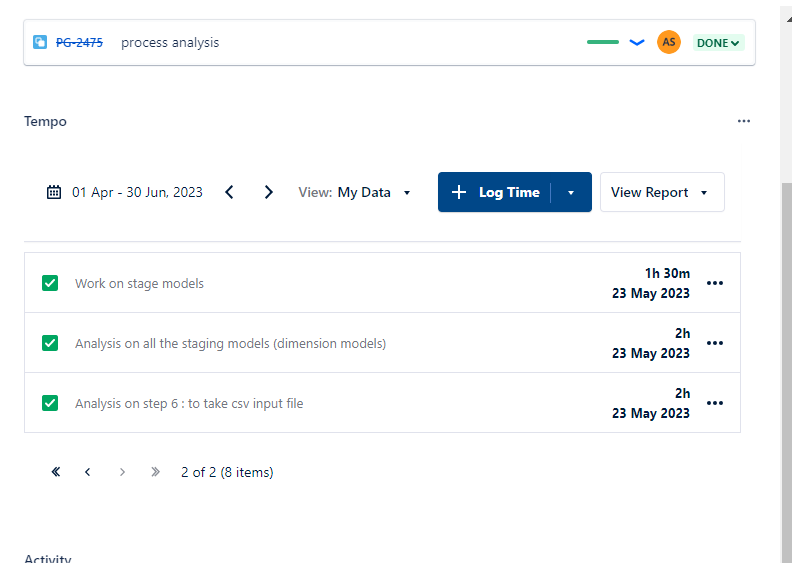 PG-2475 process analysis AS DONE
Tempo
01 Apr - 30 Jun, 2023 View: My Data Log Time View Report
Work on stage models 1h 30m
23 May 2023
Analysis on all the staging models (dimension models) 2h
23 May 2023
Analysis on step 6 : to take csv input file 2h
23 May 2023
2 of 2 (8 items)
Activity